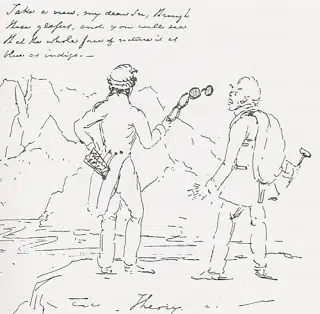 Take a view, my dear Sir, through
these glasses, and you will see
that the whole face of nature is as
blue as indigo.—
Theory